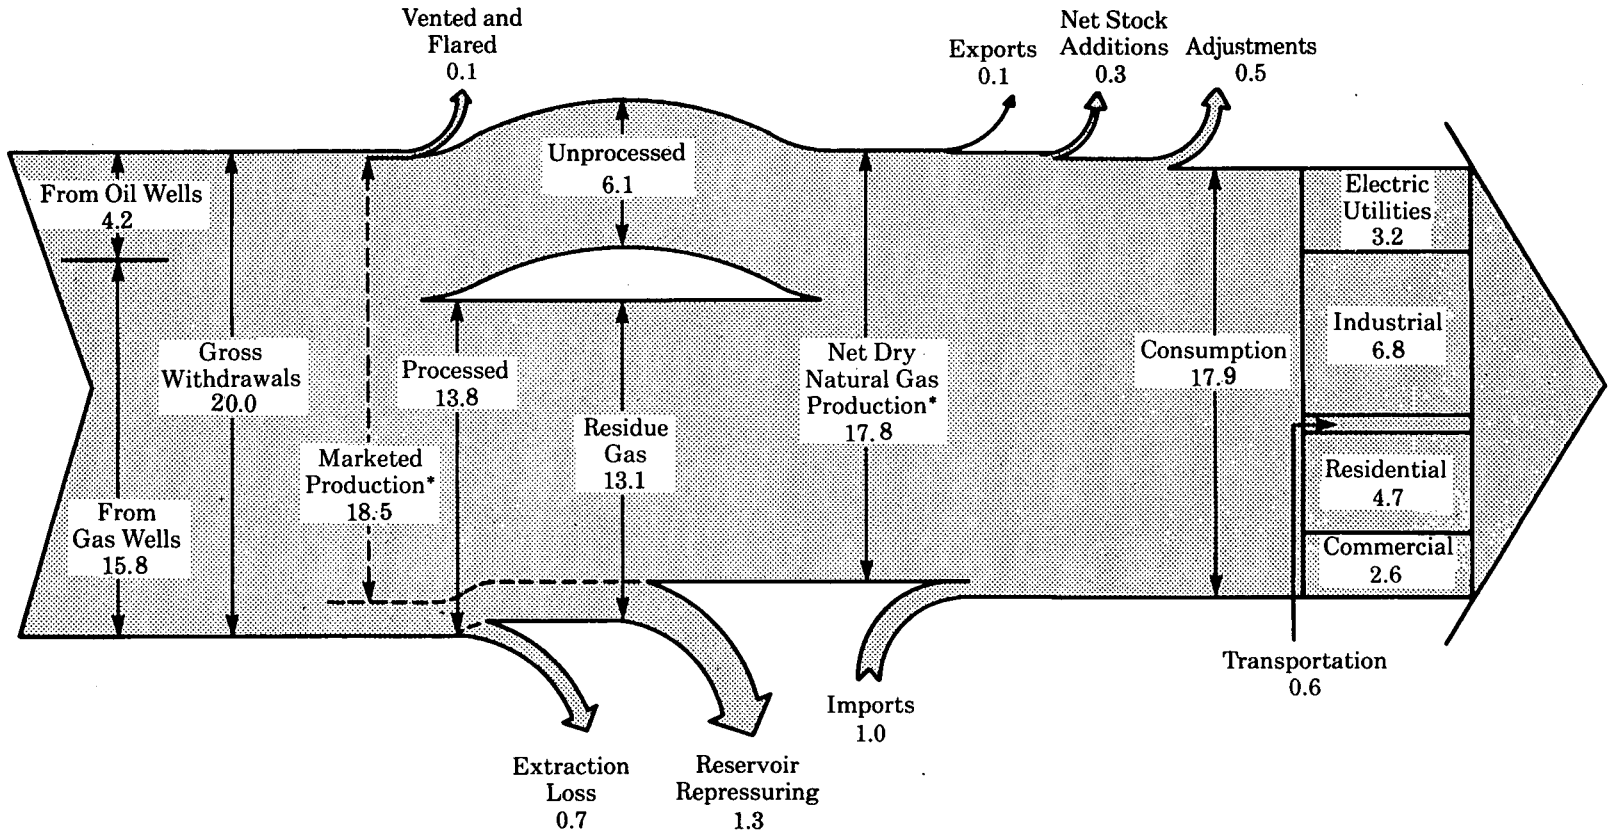 Vented and
Flared
0.1
Exports
0.1
Net Stock
Additions
0.3
Adjustments
0.5
From Oil Wells
4.2
Unprocessed
6.1
Electric
Utilities
3.2
Gross
Withdrawals
20.0
Processed
13.8
Net Dry
Natural Gas
Production*
17.8
Consumption
17.9
Industrial
6.8
Marketed
Production*
18.5
Residue
Gas
13.1
Residential
4.7
From
Gas Wells
15.8
Commercial
2.6
Transportation
0.6
Imports
1.0
Extraction
Loss
0.7
Reservoir
Repressuring
1.3